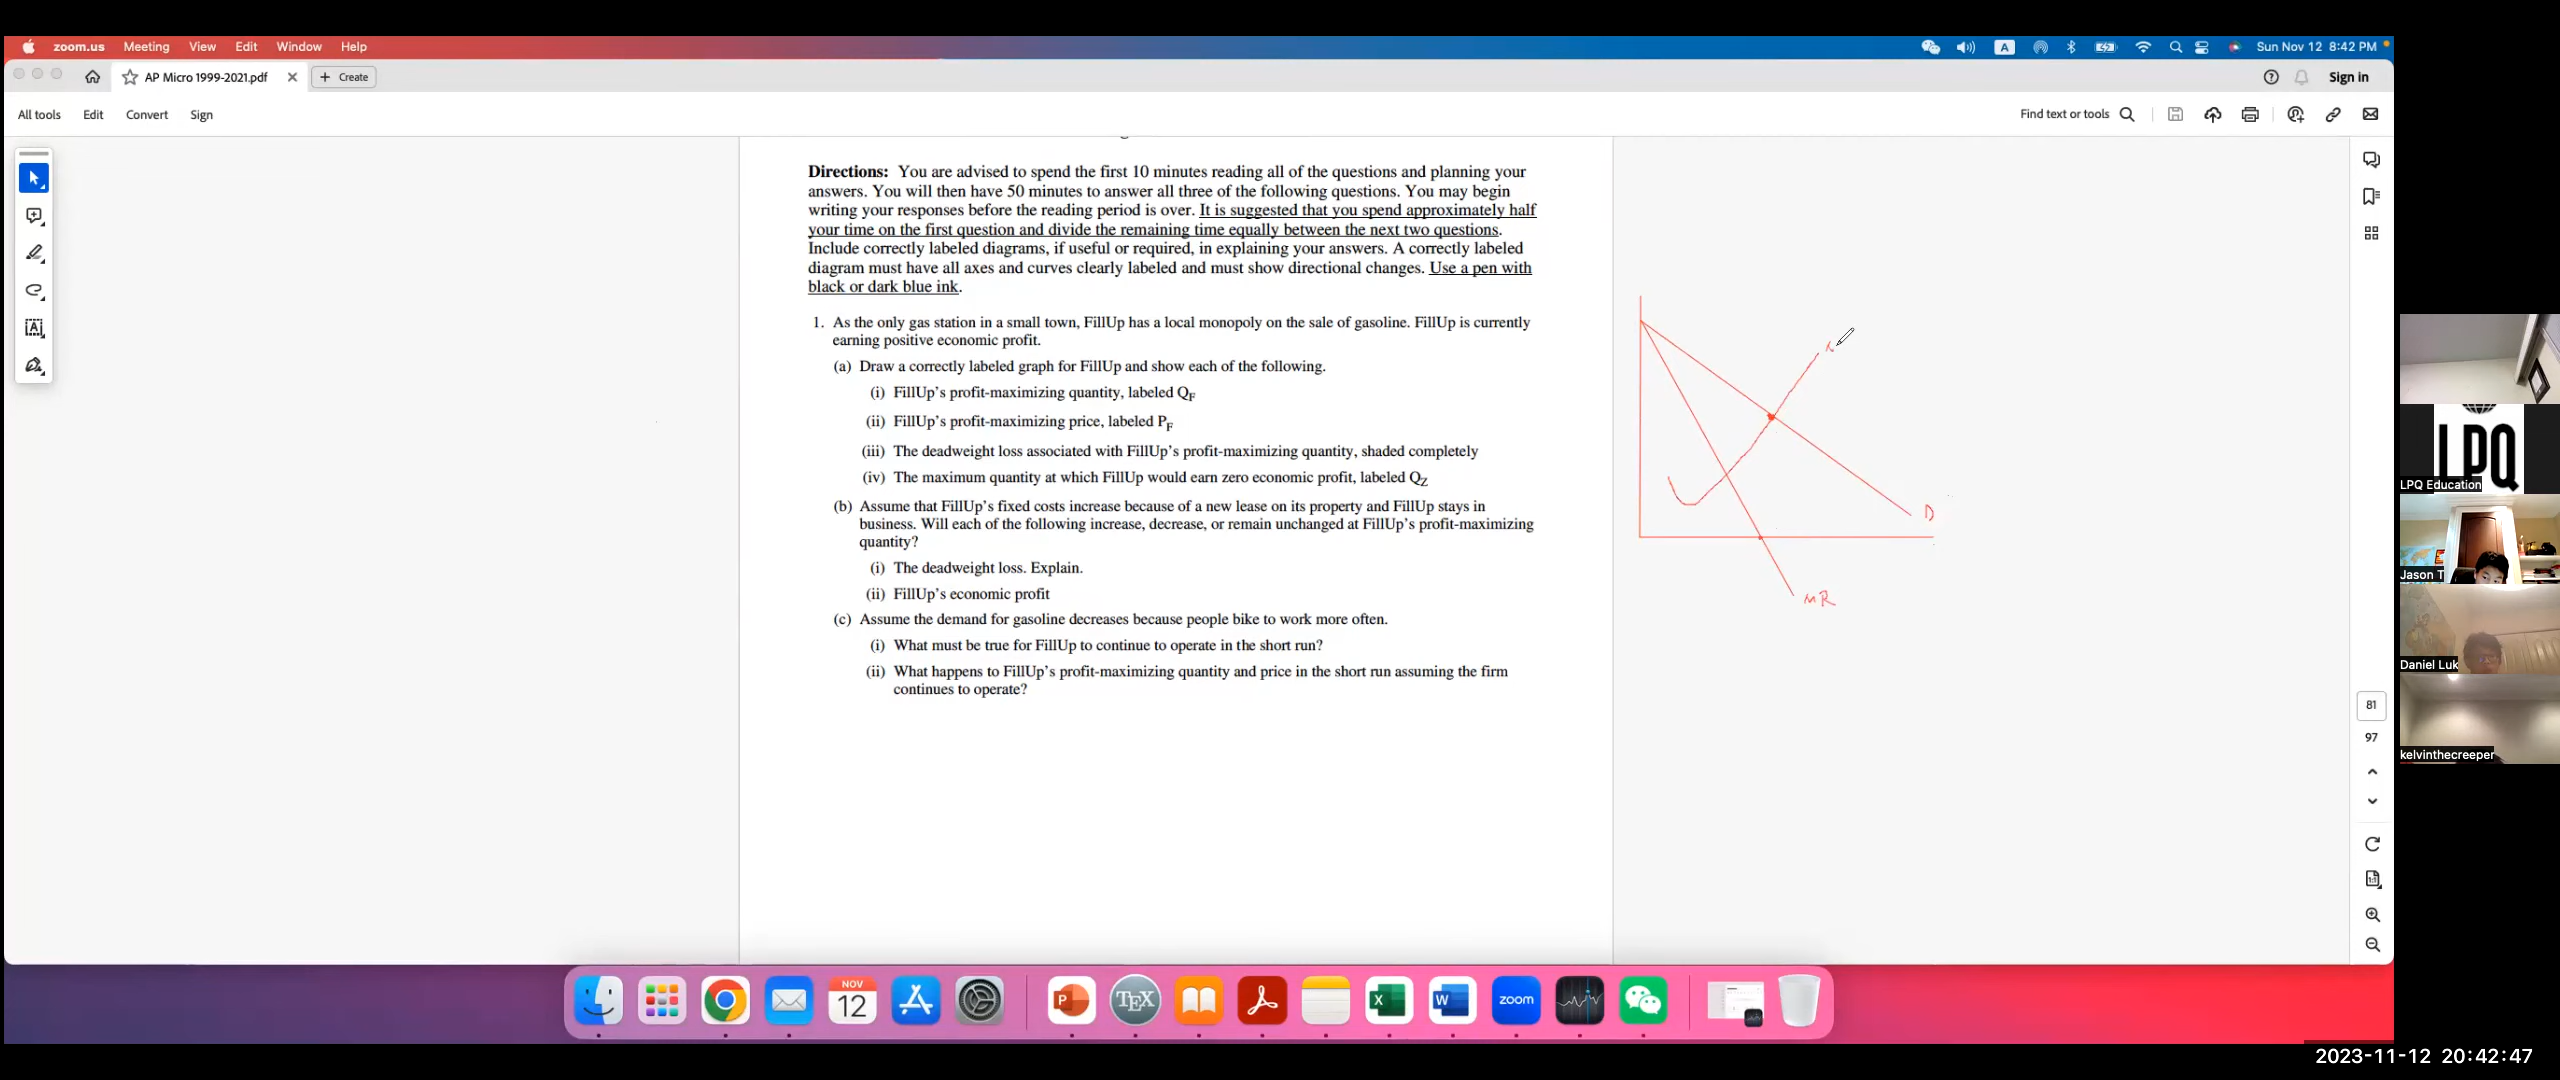 zoom.us Meeting View Edit Window Help
A
Sun Nov 12 8:42 PM
AP Micro 1999-2021.pdf
+ Create
Sign in
All tools Edit Convert Sign
Find text or tools
Directions: You are advised to spend the first 10 minutes reading all of the questions and planning your
answers. You will then have 50 minutes to answer all three of the following questions. You may begin
writing your responses before the reading period is over. It is suggested that you spend approximately half
your time on the first question and divide the remaining time equally between the next two questions.
Include correctly labeled diagrams, if useful or required, in explaining your answers. A correctly labeled
diagram must have all axes and curves clearly labeled and must show directional changes. Use a pen with
black or dark blue ink.
1. As the only gas station in a small town, FillUp has a local monopoly on the sale of gasoline. FillUp is currently
earning positive economic profit.
(a) Draw a correctly labeled graph for FillUp and show each of the following.
(i) FillUp's profit-maximizing quantity, labeled QF
(ii) FillUp's profit-maximizing price, labeled PF
(iii) The deadweight loss associated with FillUp's profit-maximizing quantity, shaded completely
(iv) The maximum quantity at which FillUp would earn zero economic profit, labeled QZ
(b) Assume that FillUp's fixed costs increase because of a new lease on its property and FillUp stays in
business. Will each of the following increase, decrease, or remain unchanged at FillUp's profit-maximizing
quantity?
(i) The deadweight loss. Explain.
(ii) FillUp's economic profit
(c) Assume the demand for gasoline decreases because people bike to work more often.
(i) What must be true for FillUp to continue to operate in the short run?
(ii) What happens to FillUp's profit-maximizing quantity and price in the short run assuming the firm
continues to operate?
D
MR
81
97
LPQ
LPQ Education
Jason T
Daniel Luk
kelvinthecreeper
NOV
12
P
TEX
X
W
zoom
2023-11-12 20:42:47